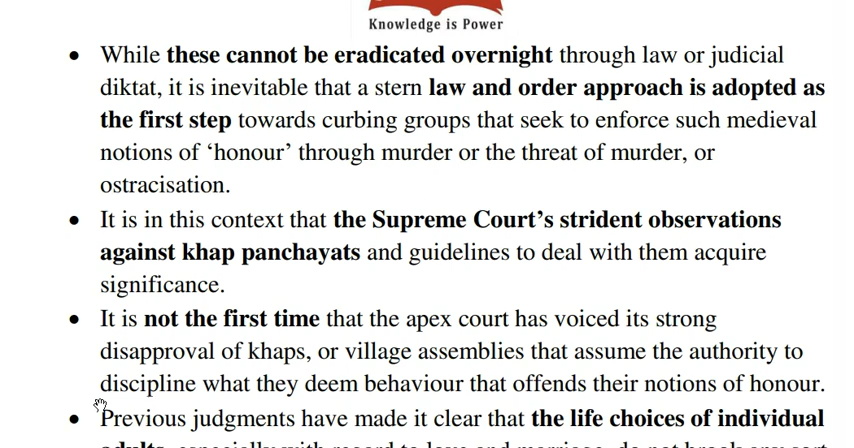 Knowledge is Power
• While these cannot be eradicated overnight through law or judicial
diktat, it is inevitable that a stern law and order approach is adopted as
the first step towards curbing groups that seek to enforce such medieval
notions of ‘honour’ through murder or the threat of murder, or
ostracisation.
• It is in this context that the Supreme Court’s strident observations
against khap panchayats and guidelines to deal with them acquire
significance.
• It is not the first time that the apex court has voiced its strong
disapproval of khaps, or village assemblies that assume the authority to
discipline what they deem behaviour that offends their notions of honour.
• Previous judgments have made it clear that the life choices of individual